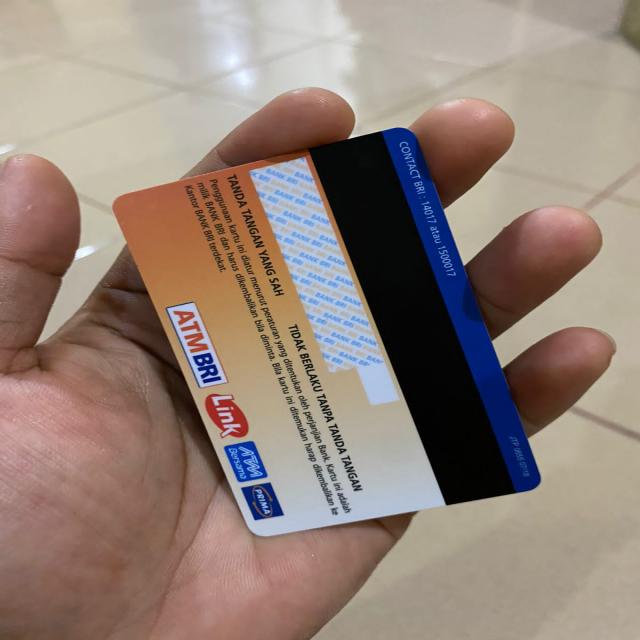 CONTACT BRI : 14017 atau 1500017
BANK BRI
TANDA TANGAN YANG SAH
TIDAK BERLAKU TANPA TANDA TANGAN
Penggunaan kartu ini diatur menurut peraturan yang ditentukan oleh perjanjian Bank. Kartu ini adalah
milik BANK BRI dan harus dikembalikan bila diminta. Bila kartu ini ditemukan harap dikembalikan ke
Kantor BANK BRI terdekat.
ATM BRI
Link
ATM
Bersama
PRIMA